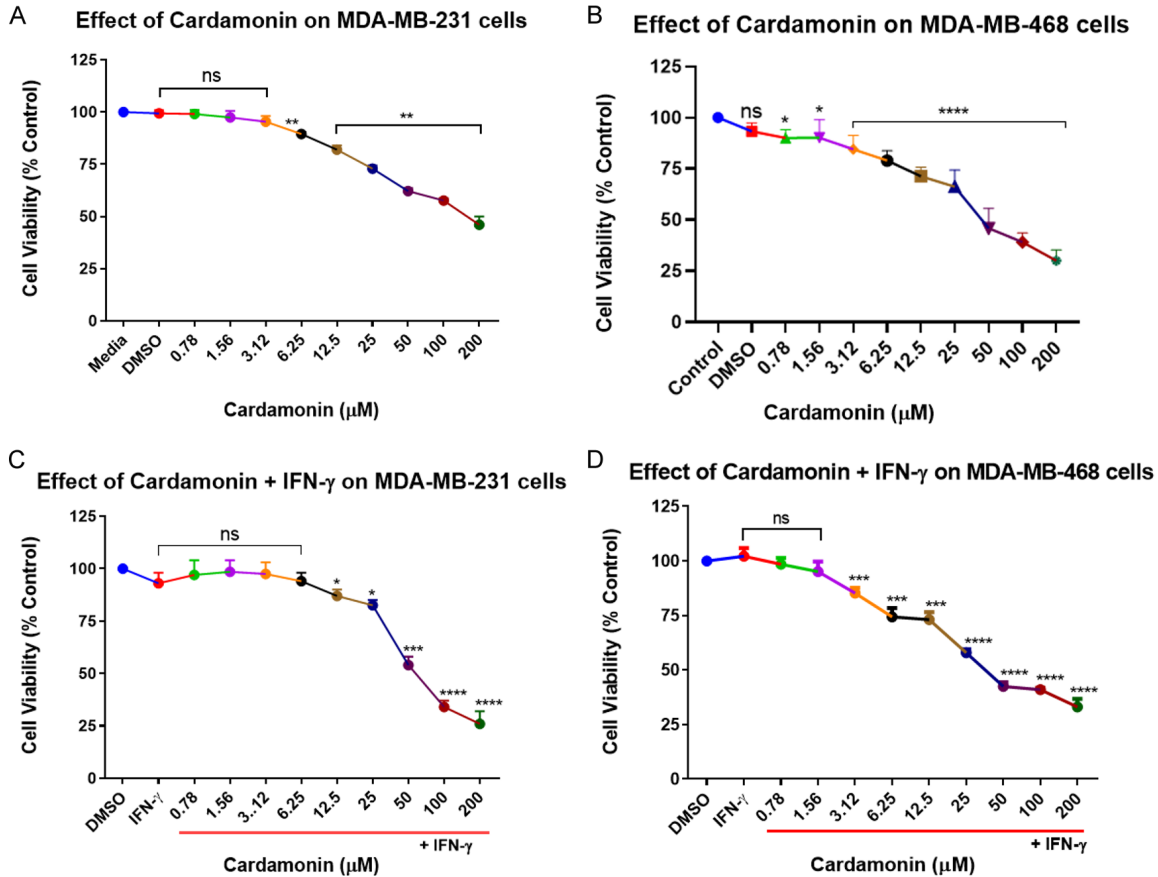 A
Effect of Cardamonin on MDA-MB-231 cells
Cell Viability (% Control)
125
100
75
50
25
0
ns
**
**
Media
DMSO
0.78
1.56
3.12
6.25
12.5
25
50
100
200
Cardamonin (μM)
B
Effect of Cardamonin on MDA-MB-468 cells
Cell Viability (% Control)
125
100
75
50
25
0
ns
*
*
****
Control
DMSO
0.78
1.56
3.12
6.25
12.5
25
50
100
200
Cardamonin (μM)
C
Effect of Cardamonin + IFN-γ on MDA-MB-231 cells
Cell Viability (% Control)
125
100
75
50
25
0
ns
*
*
***
****
****
DMSO
IFN-γ
0.78
1.56
3.12
6.25
12.5
25
50
100
200
+ IFN-γ
Cardamonin (μM)
D
Effect of Cardamonin + IFN-γ on MDA-MB-468 cells
Cell Viability (% Control)
125
100
75
50
25
0
ns
***
***
***
****
****
****
****
DMSO
IFN-γ
0.78
1.56
3.12
6.25
12.5
25
50
100
200
+ IFN-γ
Cardamonin (μM)